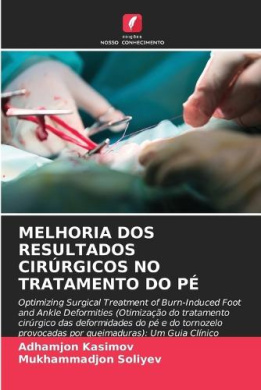 edições
NOSSO CONHECIMENTO
MELHORIA DOS
RESULTADOS
CIRÚRGICOS NO
TRATAMENTO DO PÉ
Optimizing Surgical Treatment of Burn-Induced Foot
and Ankle Deformities (Otimização do tratamento
cirúrgico das deformidades do pé e do tornozelo
provocadas por queimaduras): Um Guia Clínico
Adhamjon Kasimov
Mukhammadjon Soliyev